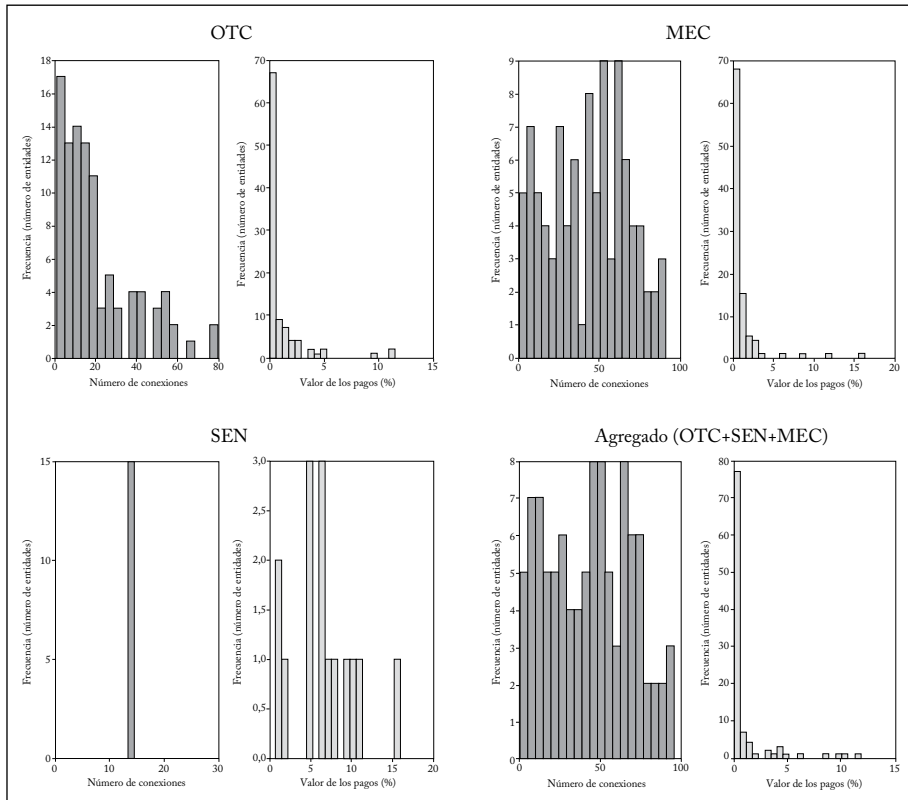 OTC
18
16
14
12
10
8
6
4
2
0
Frecuencia (número de entidades)
0 20 40 60 80
Número de conexiones
70
60
50
40
30
20
10
0
Frecuencia (número de entidades)
0 5 10 15
Valor de los pagos (%)
MEC
9
8
7
6
5
4
3
2
1
0
Frecuencia (número de entidades)
0 50 100
Número de conexiones
70
60
50
40
30
20
10
0
Frecuencia (número de entidades)
0 5 10 15 20
Valor de los pagos (%)
SEN
15
10
5
0
Frecuencia (número de entidades)
0 10 20 30
Número de conexiones
3,0
2,5
2,0
1,5
1,0
0,5
0,0
Frecuencia (número de entidades)
0 5 10 15 20
Valor de los pagos (%)
Agregado (OTC+SEN+MEC)
8
7
6
5
4
3
2
1
0
Frecuencia (número de entidades)
0 50 100
Número de conexiones
80
70
60
50
40
30
20
10
0
Frecuencia (número de entidades)
0 5 10 15
Valor de los pagos (%)